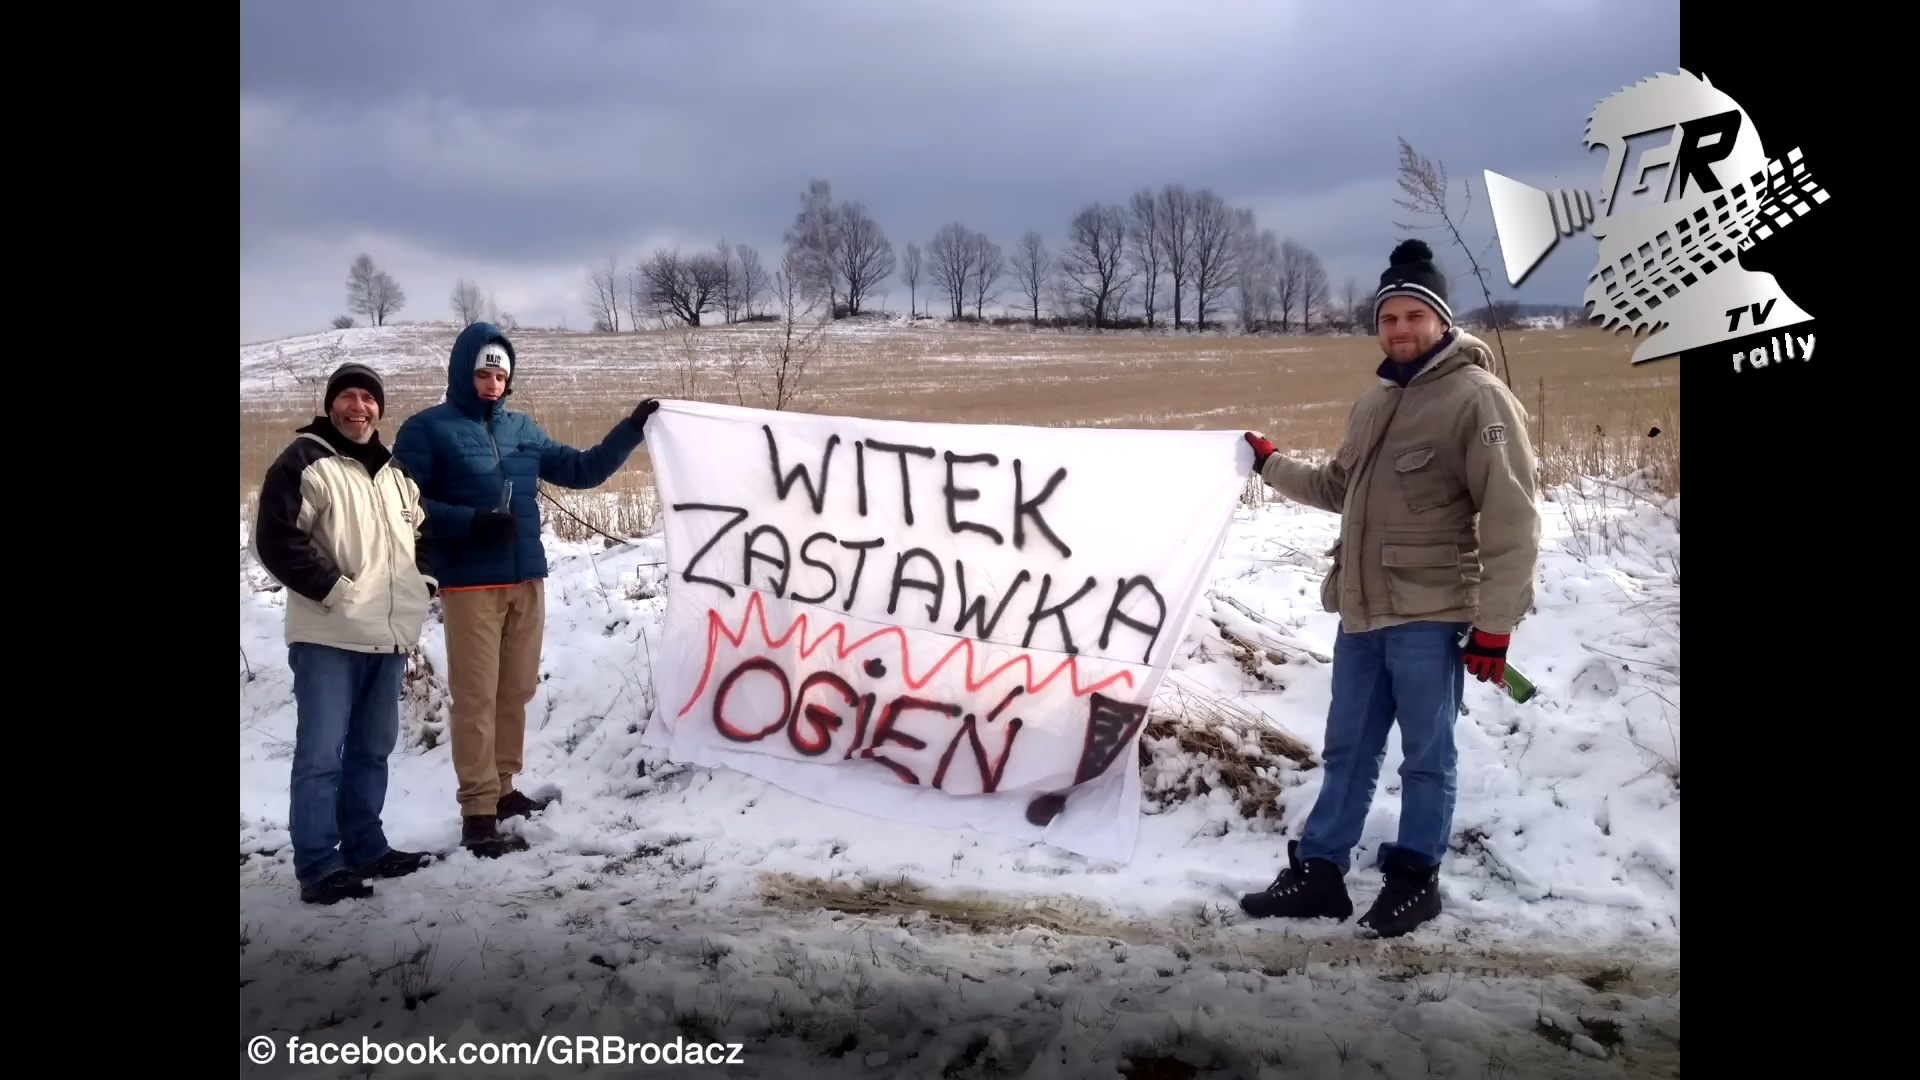 GR
TV
rally
WITEK
ZASTAWKA
OGIEŃ!
© facebook.com/GRBrodacz